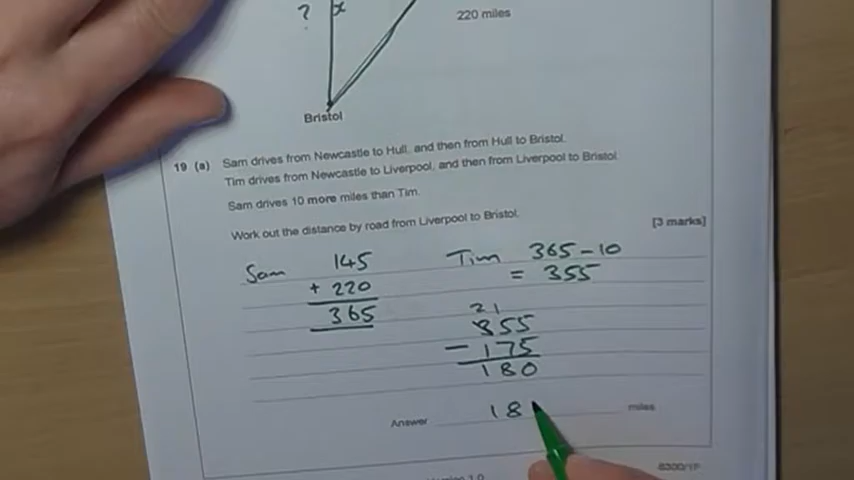 ? x
220 miles
Bristol
19 (a) Sam drives from Newcastle to Hull, and then from Hull to Bristol.
Tim drives from Newcastle to Liverpool, and then from Liverpool to Bristol.
Sam drives 10 more miles than Tim.
Work out the distance by road from Liverpool to Bristol.
[3 marks]
Sam 145
+ 220
365
Tim 365 - 10
= 355
21
355
- 175
180
Answer 18 miles
1.0
8300/1F